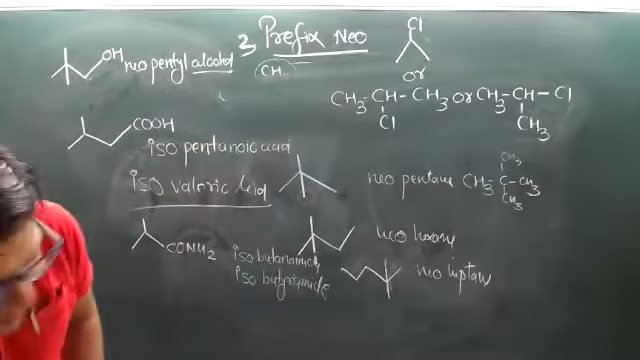 3, Prefix Neo
OH neo pentyl alcohol
CH
Cl
or
CH3-CH-CH3 or CH3-CH-Cl
Cl
CH3
COOH
iso pentanoic acid
iso valeric Acid
neo pentane CH3-C-CH3
CH3
CH3
CONH2
iso butanamide
iso butyramide
neo hexane
neo heptane